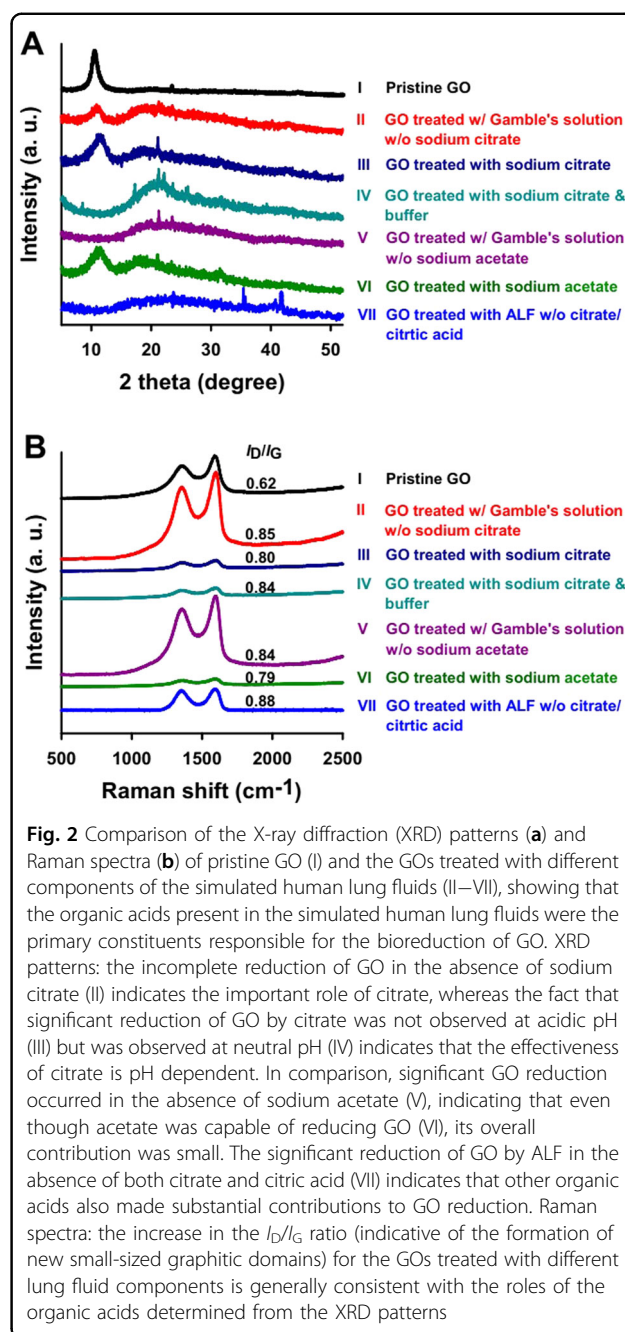 A
Intensity (a. u.)
I Pristine GO
II GO treated w/ Gamble's solution
w/o sodium citrate
III GO treated with sodium citrate
IV GO treated with sodium citrate &
buffer
V GO treated w/ Gamble's solution
w/o sodium acetate
VI GO treated with sodium acetate
VII GO treated with ALF w/o citrate/
citrtic acid
10 20 30 40 50
2 theta (degree)
B
Intensity (a. u.)
ID/IG
0.62
0.85
0.80
0.84
0.84
0.79
0.88
I Pristine GO
II GO treated w/ Gamble's solution
w/o sodium citrate
III GO treated with sodium citrate
IV GO treated with sodium citrate &
buffer
V GO treated w/ Gamble's solution
w/o sodium acetate
VI GO treated with sodium acetate
VII GO treated with ALF w/o citrate/
citrtic acid
500 1000 1500 2000 2500
Raman shift (cm-1)
Fig. 2 Comparison of the X-ray diffraction (XRD) patterns (a) and
Raman spectra (b) of pristine GO (I) and the GOs treated with different
components of the simulated human lung fluids (II−VII), showing that
the organic acids present in the simulated human lung fluids were the
primary constituents responsible for the bioreduction of GO. XRD
patterns: the incomplete reduction of GO in the absence of sodium
citrate (II) indicates the important role of citrate, whereas the fact that
significant reduction of GO by citrate was not observed at acidic pH
(III) but was observed at neutral pH (IV) indicates that the effectiveness
of citrate is pH dependent. In comparison, significant GO reduction
occurred in the absence of sodium acetate (V), indicating that even
though acetate was capable of reducing GO (VI), its overall
contribution was small. The significant reduction of GO by ALF in the
absence of both citrate and citric acid (VII) indicates that other organic
acids also made substantial contributions to GO reduction. Raman
spectra: the increase in the ID/IG ratio (indicative of the formation of
new small-sized graphitic domains) for the GOs treated with different
lung fluid components is generally consistent with the roles of the
organic acids determined from the XRD patterns